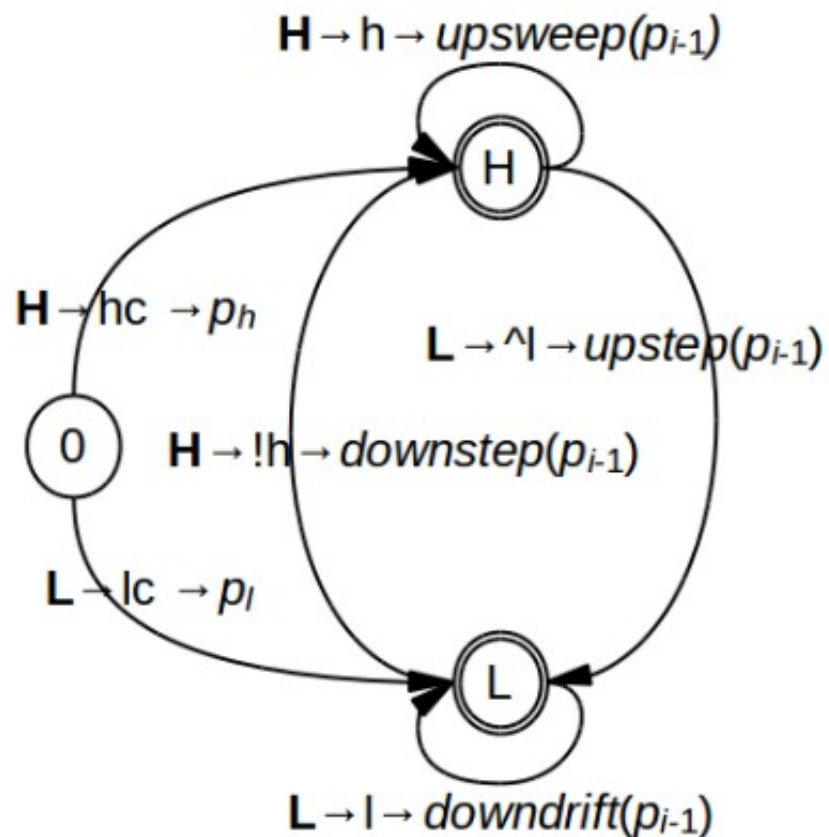 H→h→upsweep(pi-1)
H
H→hc →ph
L→^l→upstep(pi-1)
0
H→!h→downstep(pi-1)
L→lc →pl
L
L→l→downdrift(pi-1)